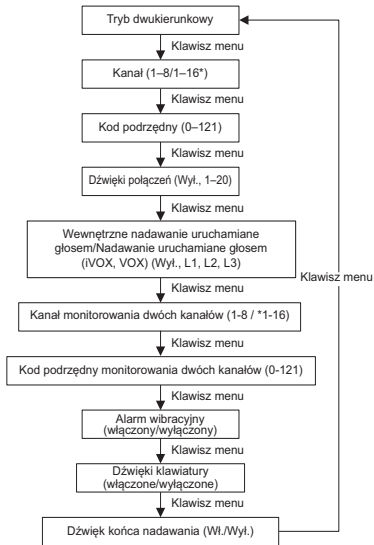 Tryb dwukierunkowy
Klawisz menu
Kanał (1–8/1–16*)
Klawisz menu
Kod podrzędny (0–121)
Klawisz menu
Dźwięki połączeń (Wył., 1–20)
Klawisz menu
Wewnętrzne nadawanie uruchamiane
głosem/Nadawanie uruchamiane głosem
(iVOX, VOX) (Wył., L1, L2, L3)
Klawisz menu
Klawisz menu
Kanał monitorowania dwóch kanałów (1-8 / *1-16)
Klawisz menu
Kod podrzędny monitorowania dwóch kanałów (0-121)
Klawisz menu
Alarm wibracyjny
(włączony/wyłączony)
Klawisz menu
Dźwięki klawiatury
(włączone/wyłączone)
Klawisz menu
Dźwięk końca nadawania (Wł./Wył.)